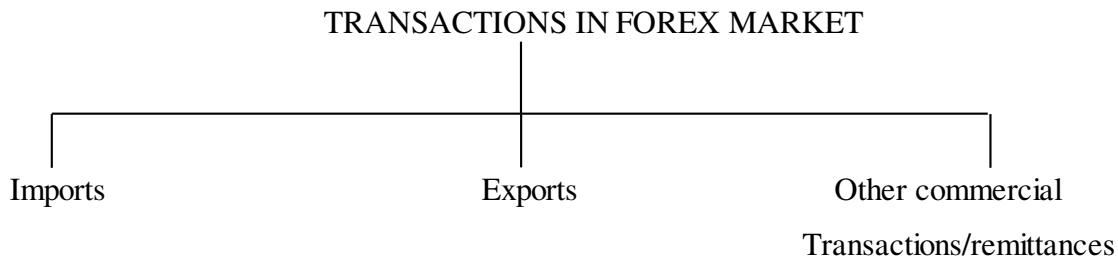 TRANSACTIONS IN FOREX MARKET
Imports
Exports
Other commercial
Transactions/remittances